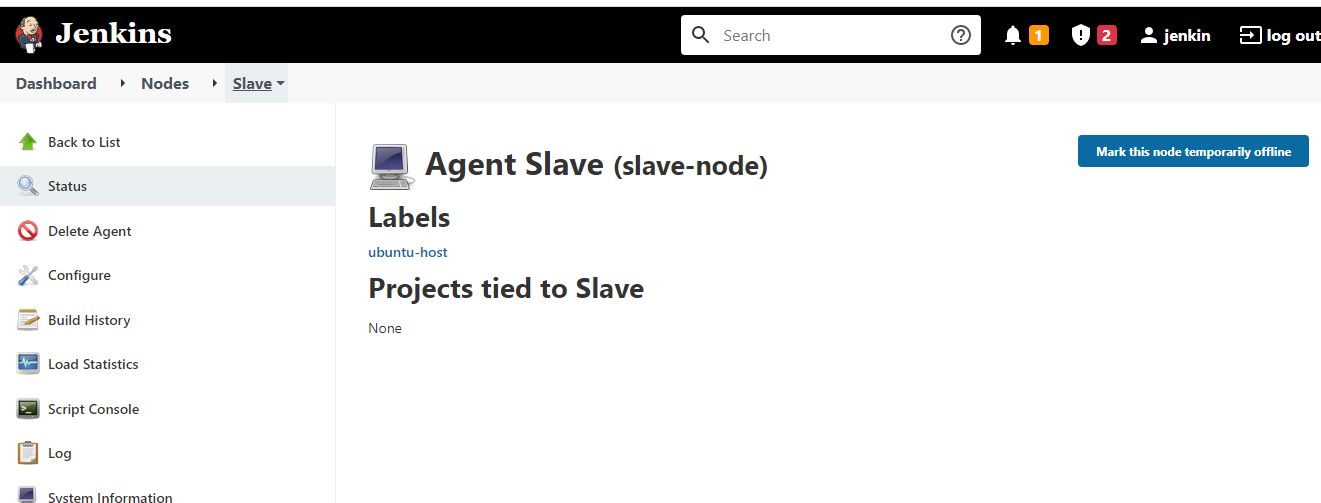 Jenkins
Search
1
2
jenkin
log out
Dashboard
Nodes
Slave
Back to List
Status
Delete Agent
Configure
Build History
Load Statistics
Script Console
Log
System Information
Agent Slave (slave-node)
Mark this node temporarily offline
Labels
ubuntu-host
Projects tied to Slave
None